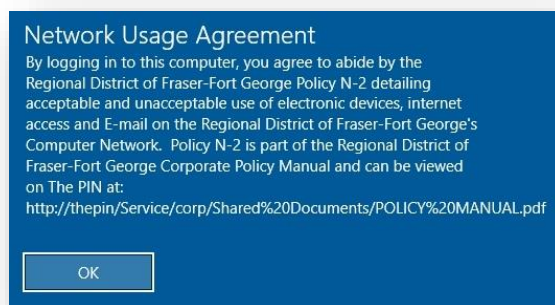 Network Usage Agreement
By logging in to this computer, you agree to abide by the
Regional District of Fraser-Fort George Policy N-2 detailing
acceptable and unacceptable use of electronic devices, internet
access and E-mail on the Regional District of Fraser-Fort George's
Computer Network.  Policy N-2 is part of the Regional District of
Fraser-Fort George Corporate Policy Manual and can be viewed
on The PIN at:
http://thepin/Service/corp/Shared%20Documents/POLICY%20MANUAL.pdf
OK